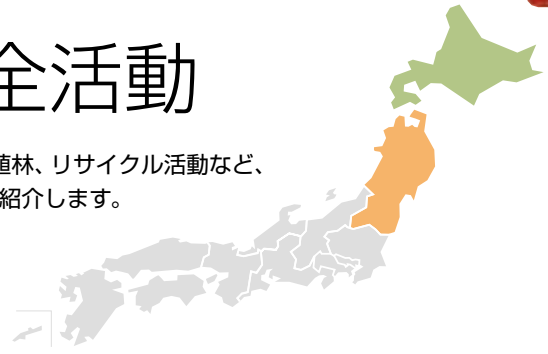 全活動
植林、リサイクル活動など、
紹介します。